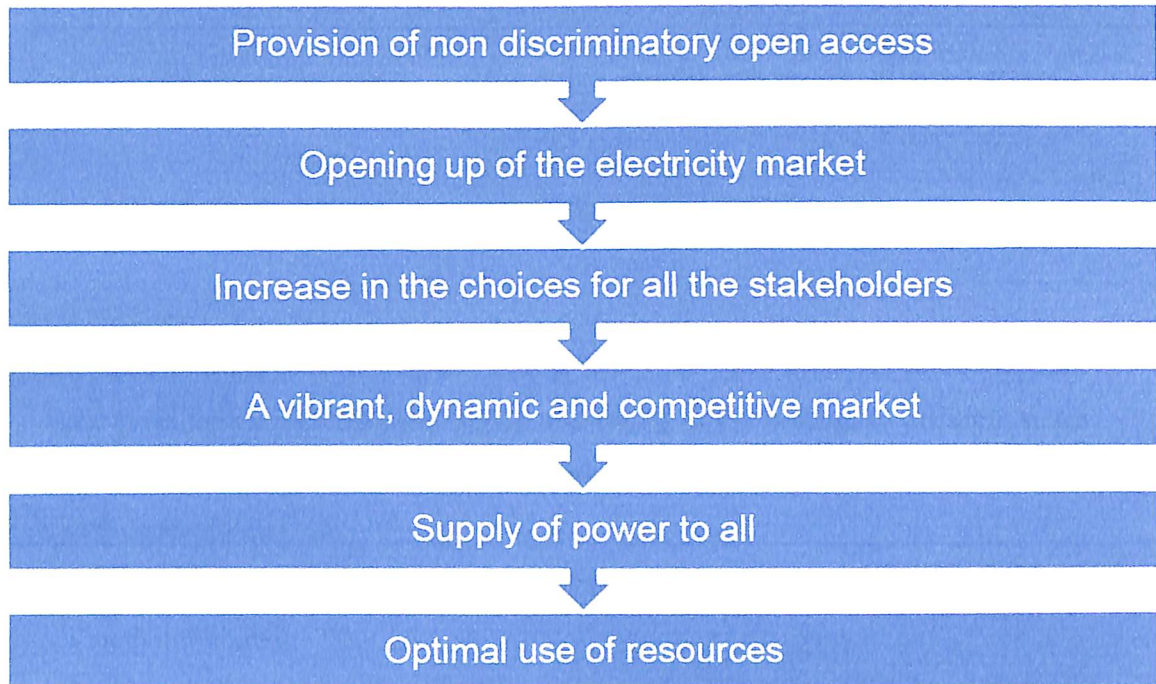 Provision of non discriminatory open access
Opening up of the electricity market
Increase in the choices for all the stakeholders
A vibrant, dynamic and competitive market
Supply of power to all
Optimal use of resources